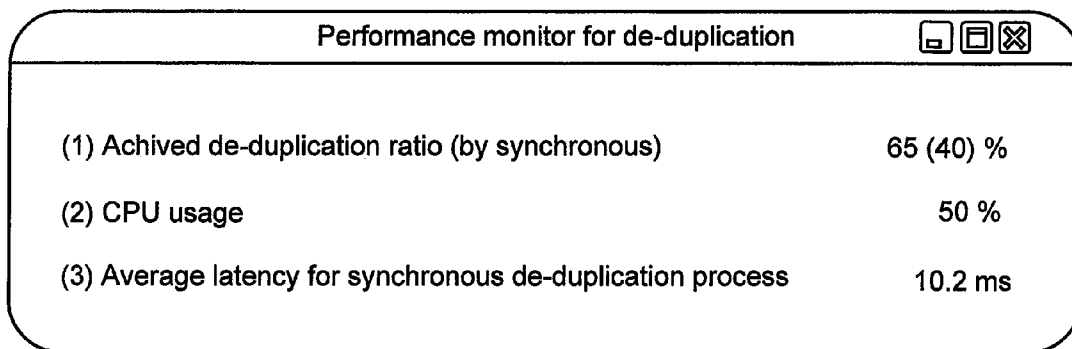 Performance monitor for de-duplication
(1) Achived de-duplication ratio (by synchronous) 65 (40) %
(2) CPU usage 50 %
(3) Average latency for synchronous de-duplication process 10.2 ms